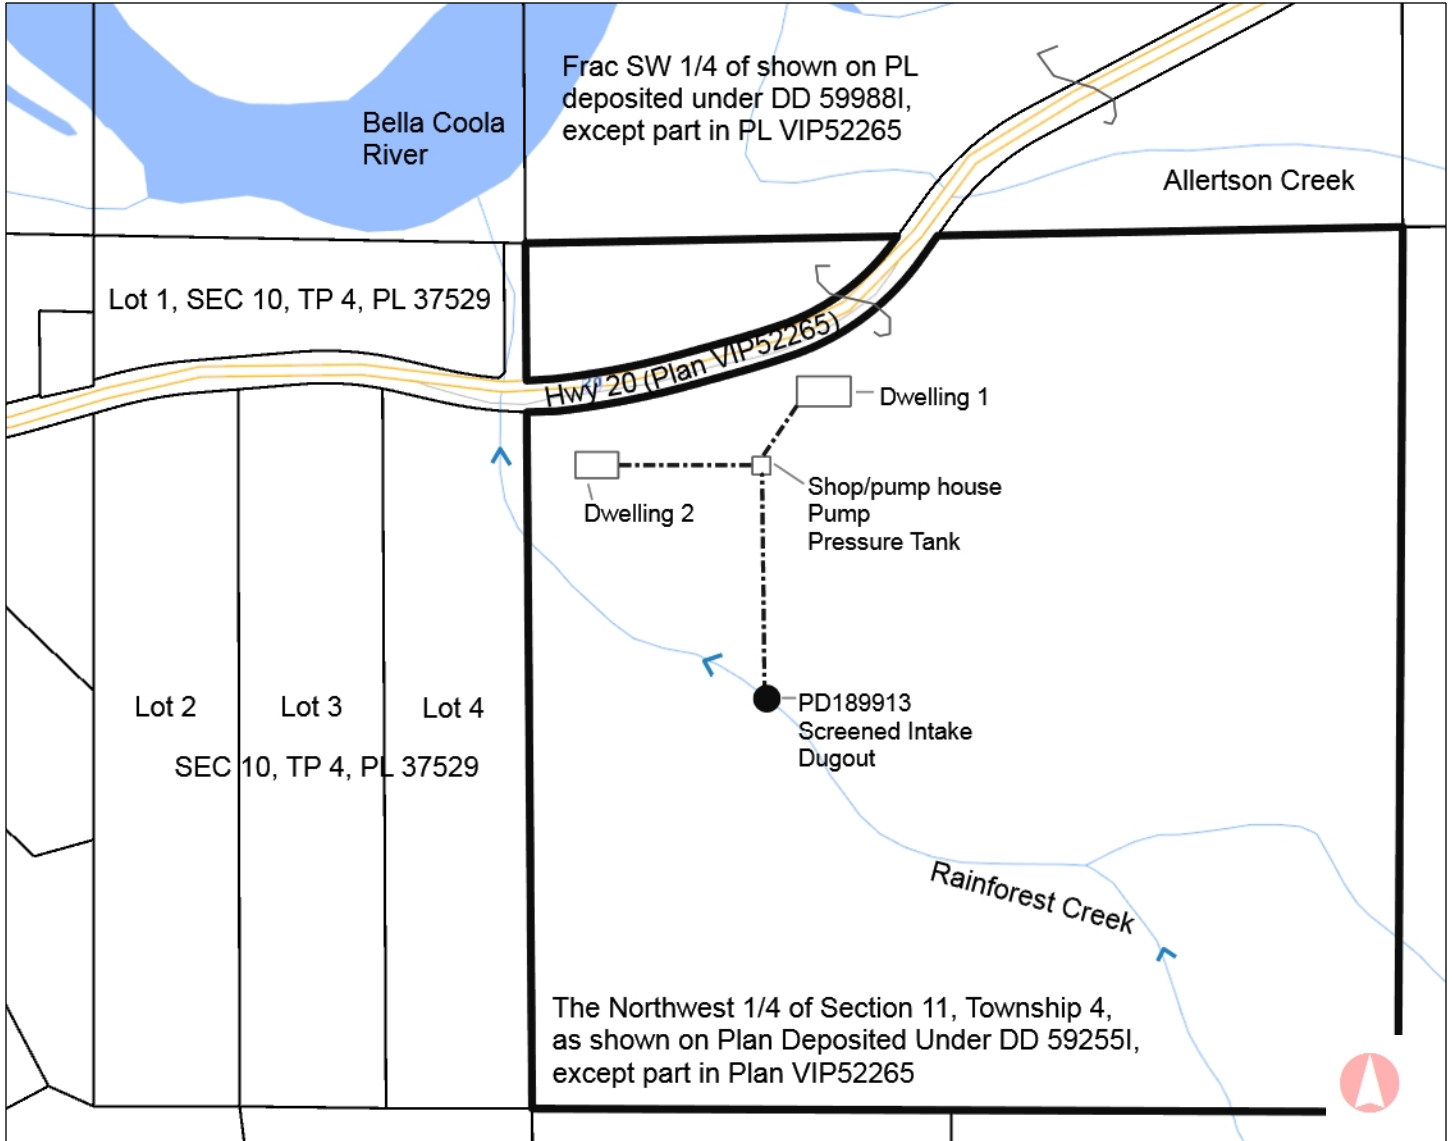 Frac SW 1/4 of shown on PL
deposited under DD 59988I,
except part in PL VIP52265
Bella Coola
River
Allertson Creek
Lot 1, SEC 10, TP 4, PL 37529
Hwy 20 (Plan VIP52265)
Dwelling 1
Dwelling 2
Shop/pump house
Pump
Pressure Tank
PD189913
Screened Intake
Dugout
Lot 2
Lot 3
Lot 4
SEC 10, TP 4, PL 37529
Rainforest Creek
The Northwest 1/4 of Section 11, Township 4,
as shown on Plan Deposited Under DD 59255I,
except part in Plan VIP52265